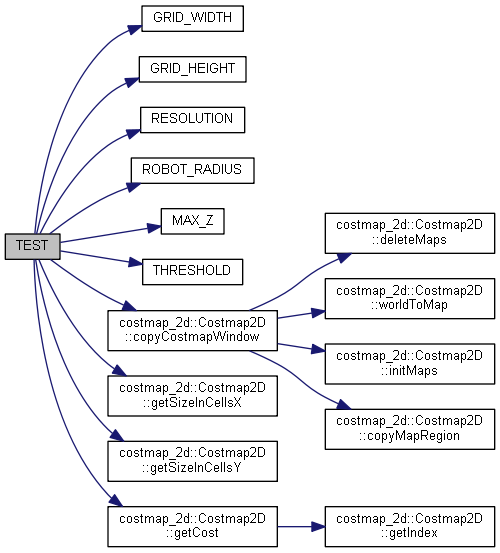 GRID_WIDTH
GRID_HEIGHT
RESOLUTION
ROBOT_RADIUS
MAX_Z
THRESHOLD
TEST
costmap_2d::Costmap2D
::copyCostmapWindow
costmap_2d::Costmap2D
::getSizeInCellsX
costmap_2d::Costmap2D
::getSizeInCellsY
costmap_2d::Costmap2D
::getCost
costmap_2d::Costmap2D
::deleteMaps
costmap_2d::Costmap2D
::worldToMap
costmap_2d::Costmap2D
::initMaps
costmap_2d::Costmap2D
::copyMapRegion
costmap_2d::Costmap2D
::getIndex